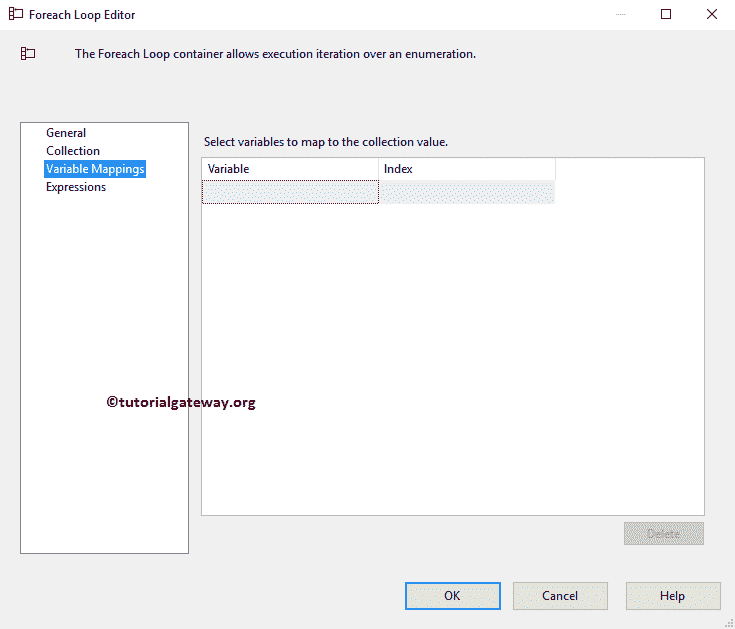 Foreach Loop Editor
The Foreach Loop container allows execution iteration over an enumeration.
General
Collection
Variable Mappings
Expressions
Select variables to map to the collection value.
Variable Index
©tutorialgateway.org
Delete
OK Cancel Help